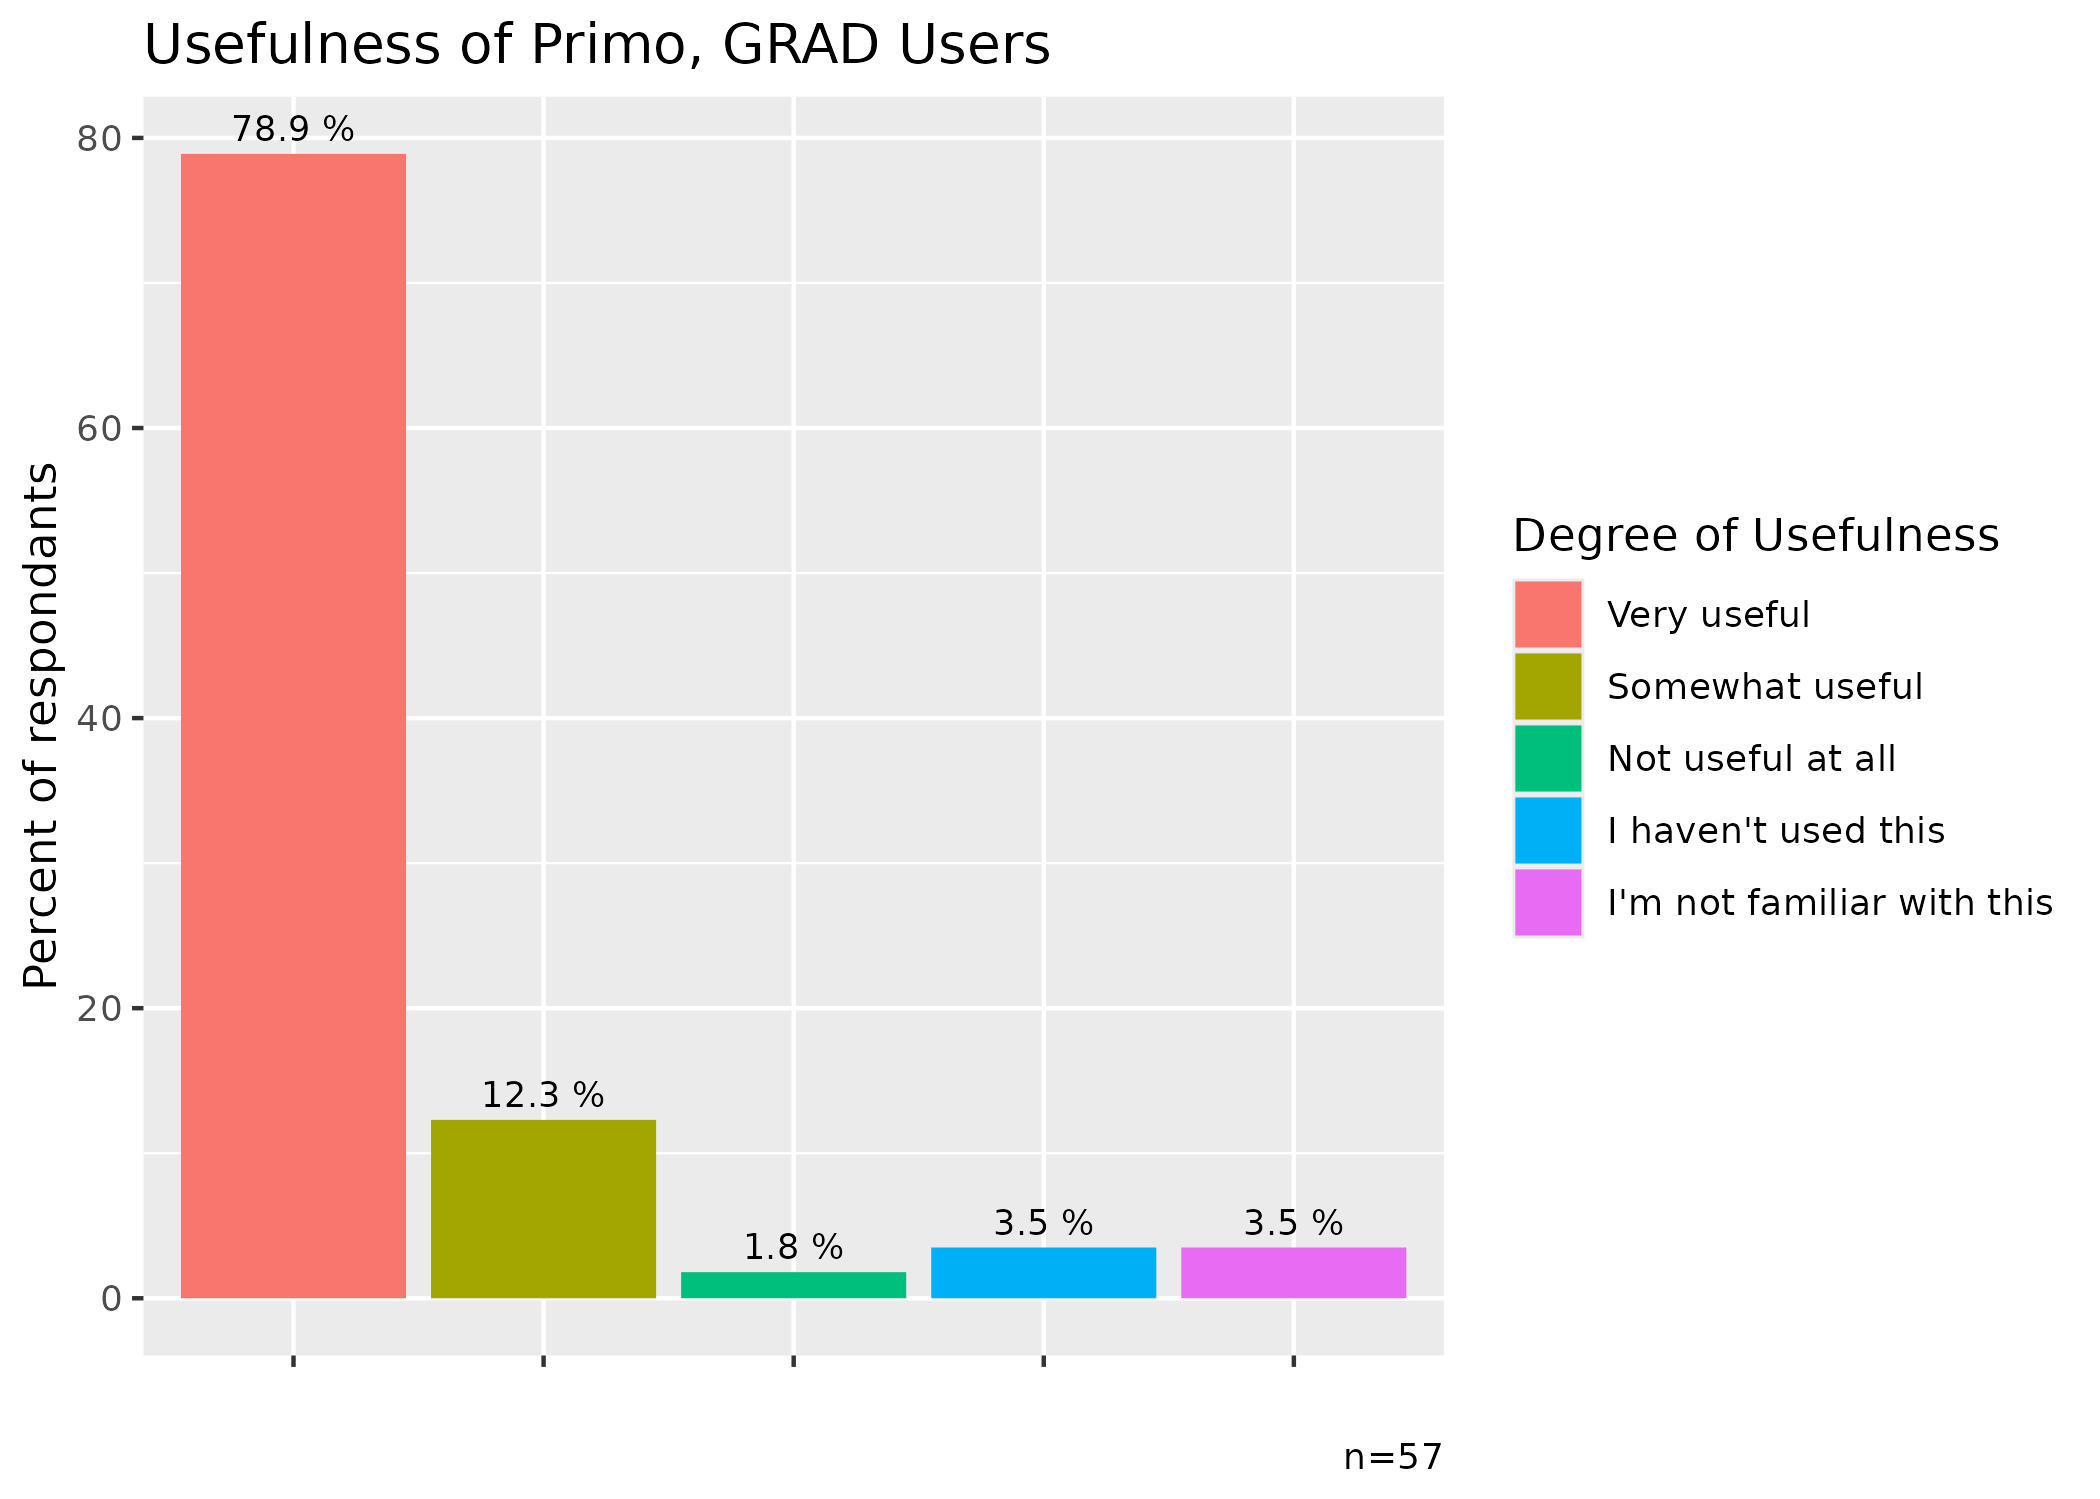 Usefulness of Primo, GRAD Users
Percent of respondants
80
60
40
20
0
78.9 %
12.3 %
1.8 %
3.5 %
3.5 %
Degree of Usefulness
Very useful
Somewhat useful
Not useful at all
I haven't used this
I'm not familiar with this
n=57